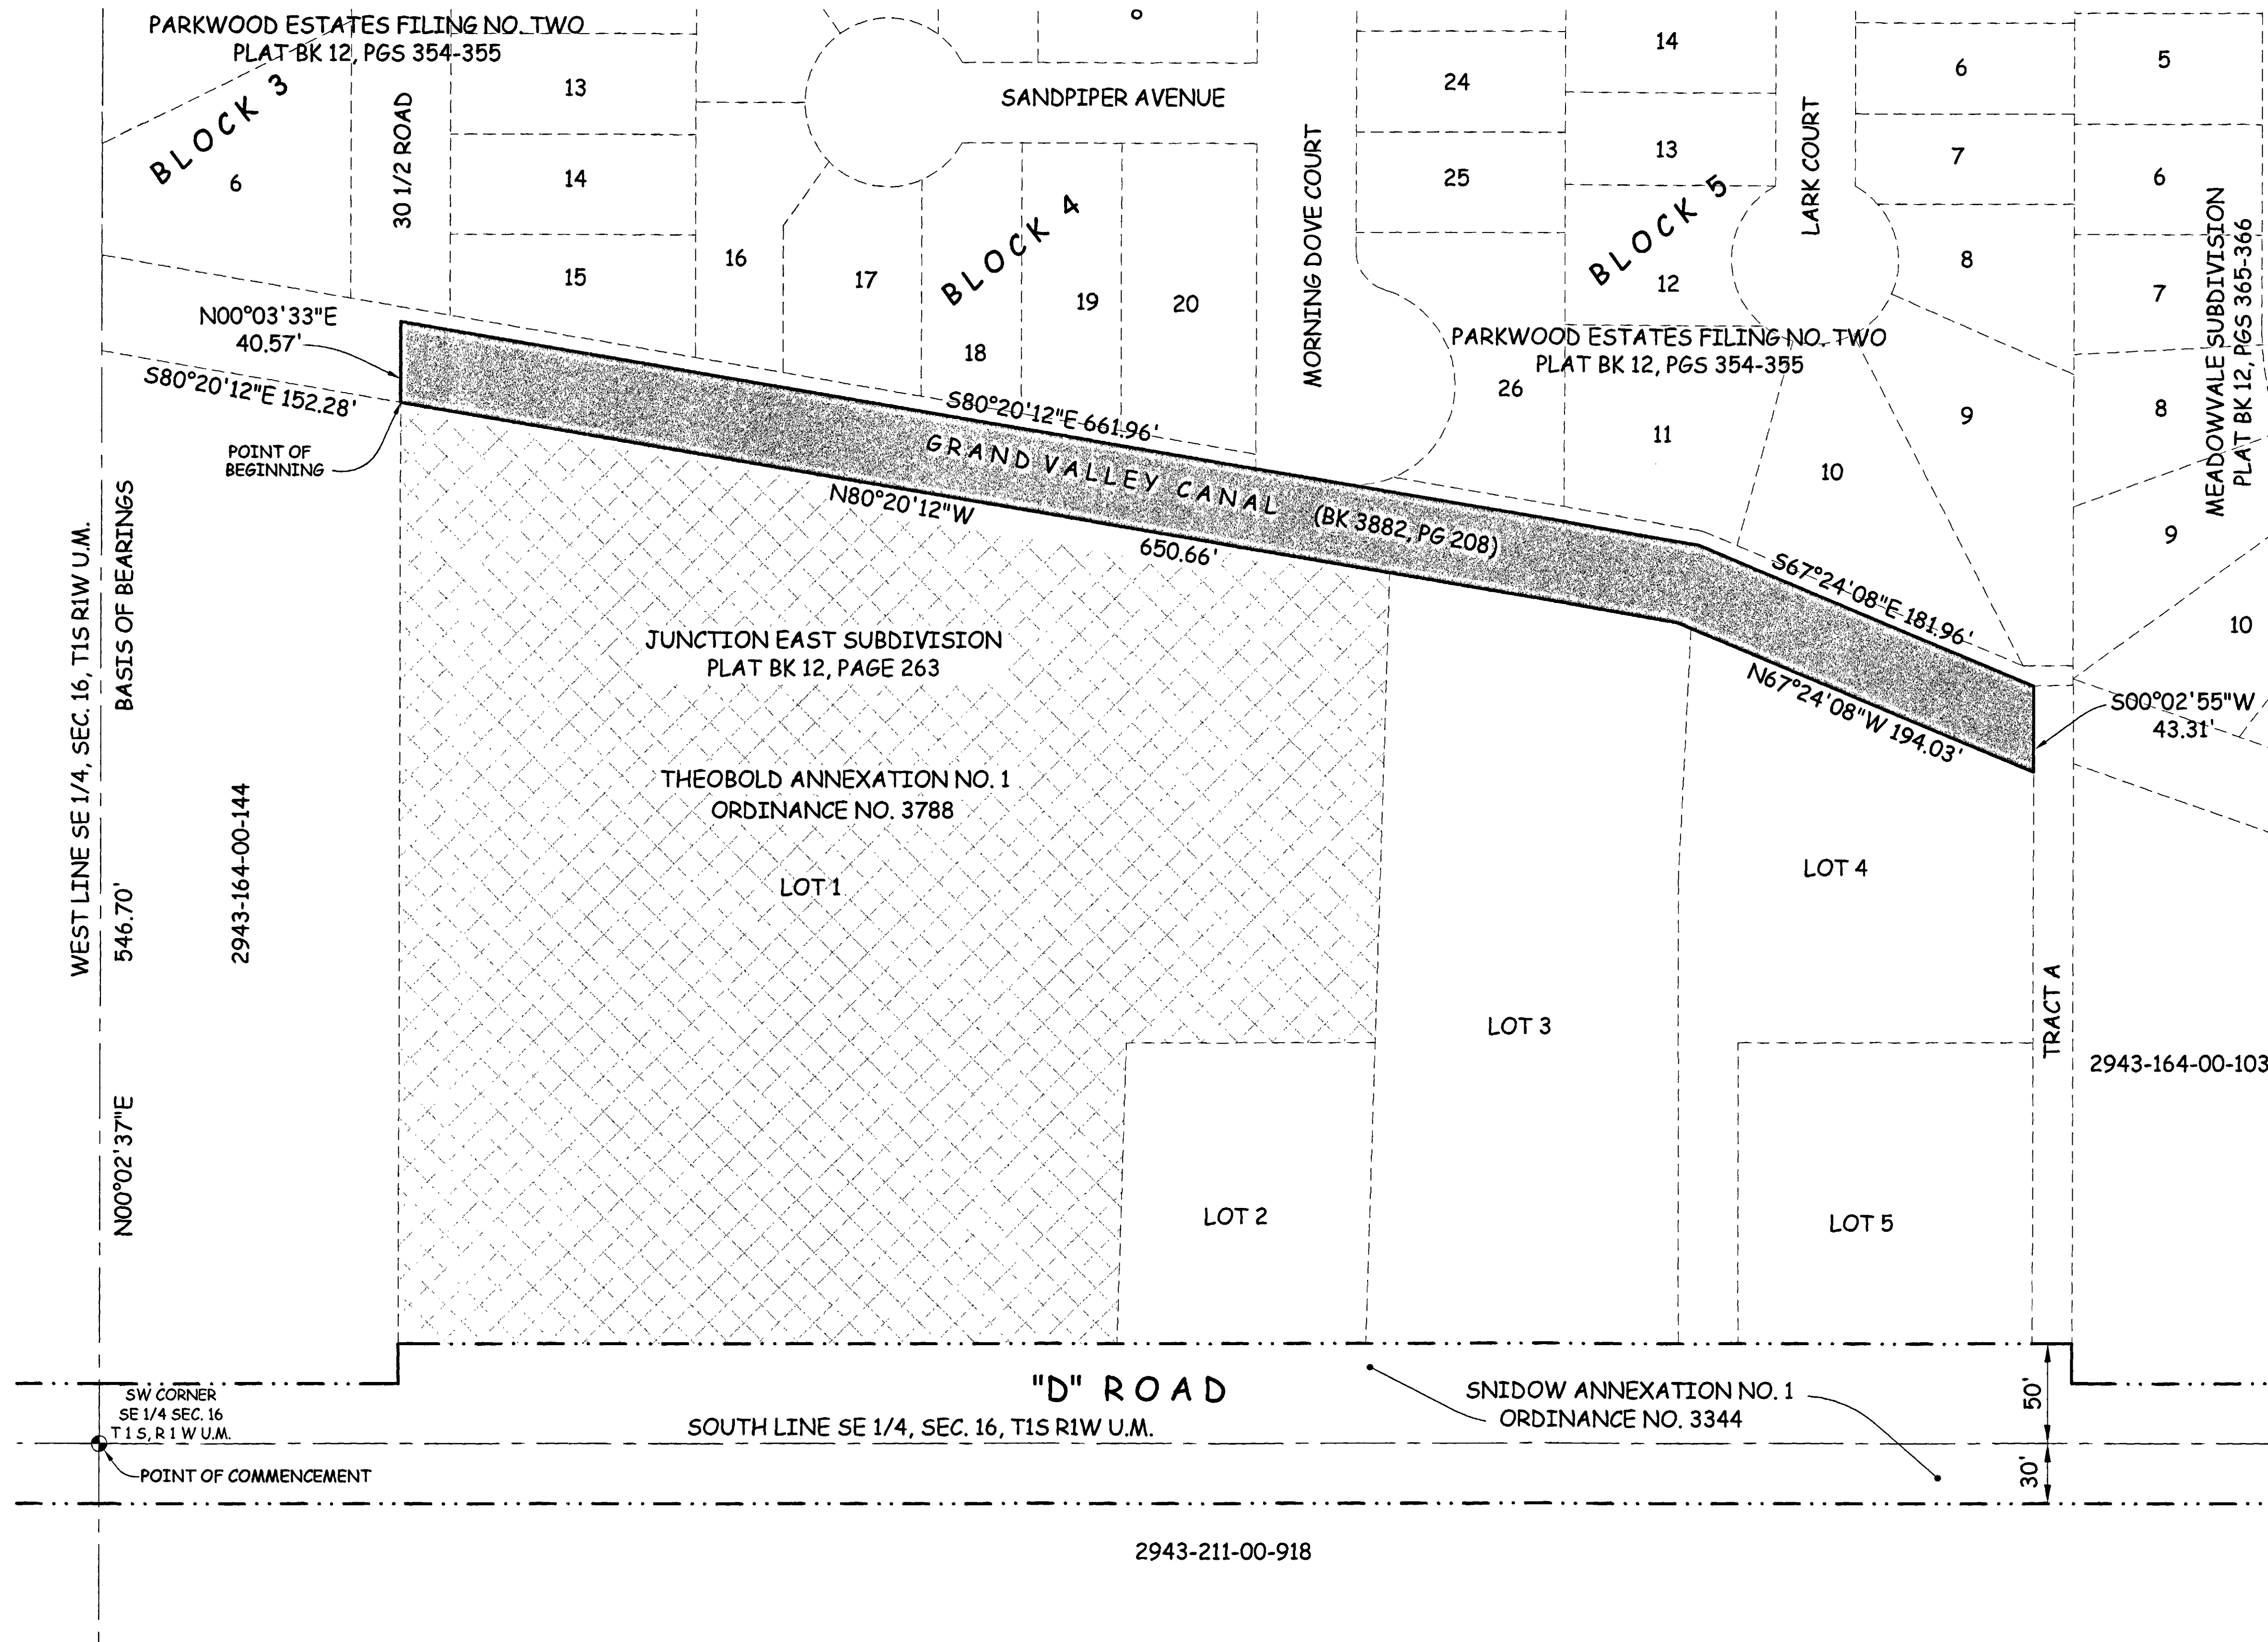 PARKWOOD ESTATES FILING NO. TWO
PLAT BK 12, PGS 354-355
BLOCK 3
6
30 1/2 ROAD
13
14
15
16
17
18
19
20
BLOCK 4
SANDPIPER AVENUE
MORNING DOVE COURT
24
25
26
14
13
12
11
10
BLOCK 5
LARK COURT
6
7
8
9
PARKWOOD ESTATES FILING NO. TWO
PLAT BK 12, PGS 354-355
5
6
7
8
9
10
MEADOWVALE SUBDIVISION
PLAT BK 12, PGS 365-366
N00°03'33"E
40.57'
S80°20'12"E 152.28'
POINT OF
BEGINNING
S80°20'12"E 661.96'
GRAND VALLEY CANAL (BK 3882, PG 208)
N80°20'12"W
650.66'
S67°24'08"E 181.96'
N67°24'08"W 194.03'
S00°02'55"W
43.31'
WEST LINE SE 1/4, SEC. 16, T1S R1W U.M.
BASIS OF BEARINGS
546.70'
N00°02'37"E
2943-164-00-144
JUNCTION EAST SUBDIVISION
PLAT BK 12, PAGE 263
THEOBOLD ANNEXATION NO. 1
ORDINANCE NO. 3788
LOT 1
LOT 2
LOT 3
LOT 4
LOT 5
TRACT A
2943-164-00-103
SW CORNER
SE 1/4 SEC. 16
T 1 S, R 1 W U.M.
POINT OF COMMENCEMENT
"D" ROAD
SOUTH LINE SE 1/4, SEC. 16, T1S R1W U.M.
SNIDOW ANNEXATION NO. 1
ORDINANCE NO. 3344
50'
30'
2943-211-00-918